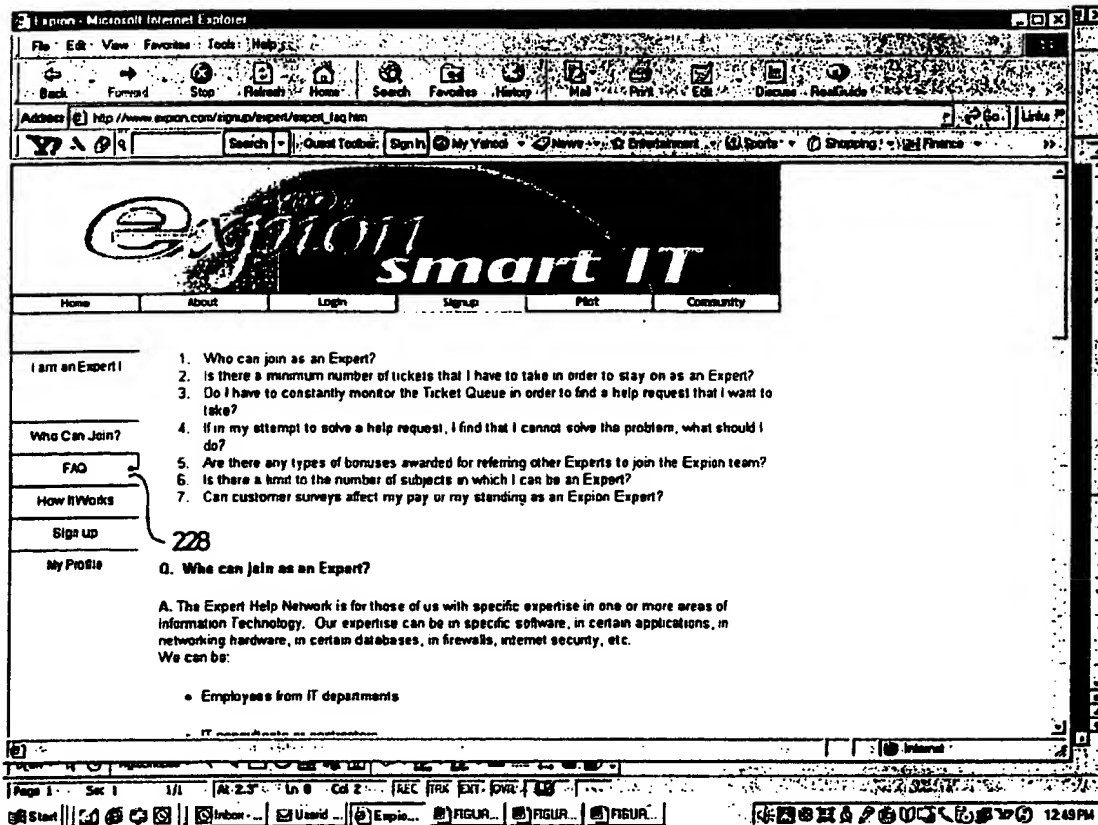 Expion - Microsoft Internet Explorer
File Edit View Favorites Tools Help
Back Forward Stop Refresh Home Search Favorites History Mail Print Edit Discuss RealGuide
Address http://www.expion.com/signup/expert/expert_faq.htm Go Links
Search Quest Toolbar: Sign In My Yahoo! News Entertainment Sports Shopping Finance
expion
smart IT
Home About Login Signup Pilot Community
I am an Expert !
1. Who can join as an Expert?
2. Is there a minimum number of tickets that I have to take in order to stay on as an Expert?
3. Do I have to constantly monitor the Ticket Queue in order to find a help request that I want to
take?
Who Can Join?
4. If in my attempt to solve a help request, I find that I cannot solve the problem, what should I
do?
FAQ
5. Are there any types of bonuses awarded for referring other Experts to join the Expion team?
6. Is there a limit to the number of subjects in which I can be an Expert?
How It Works
7. Can customer surveys affect my pay or my standing as an Expion Expert?
Sign up
228
My Profile
Q. Who can join as an Expert?
A. The Expert Help Network is for those of us with specific expertise in one or more areas of
Information Technology. Our expertise can be in specific software, in certain applications, in
networking hardware, in certain databases, in firewalls, internet security, etc.
We can be:
• Employees from IT departments
• IT consultants or contractors
Internet
Page 1 Sec 1 1/1 At 2.3" Ln 8 Col 2 REC TRK EXT OVR
Start Inbox - ... Userid ... Expio... FIGUR... FIGUR... FIGUR... 12:49 PM